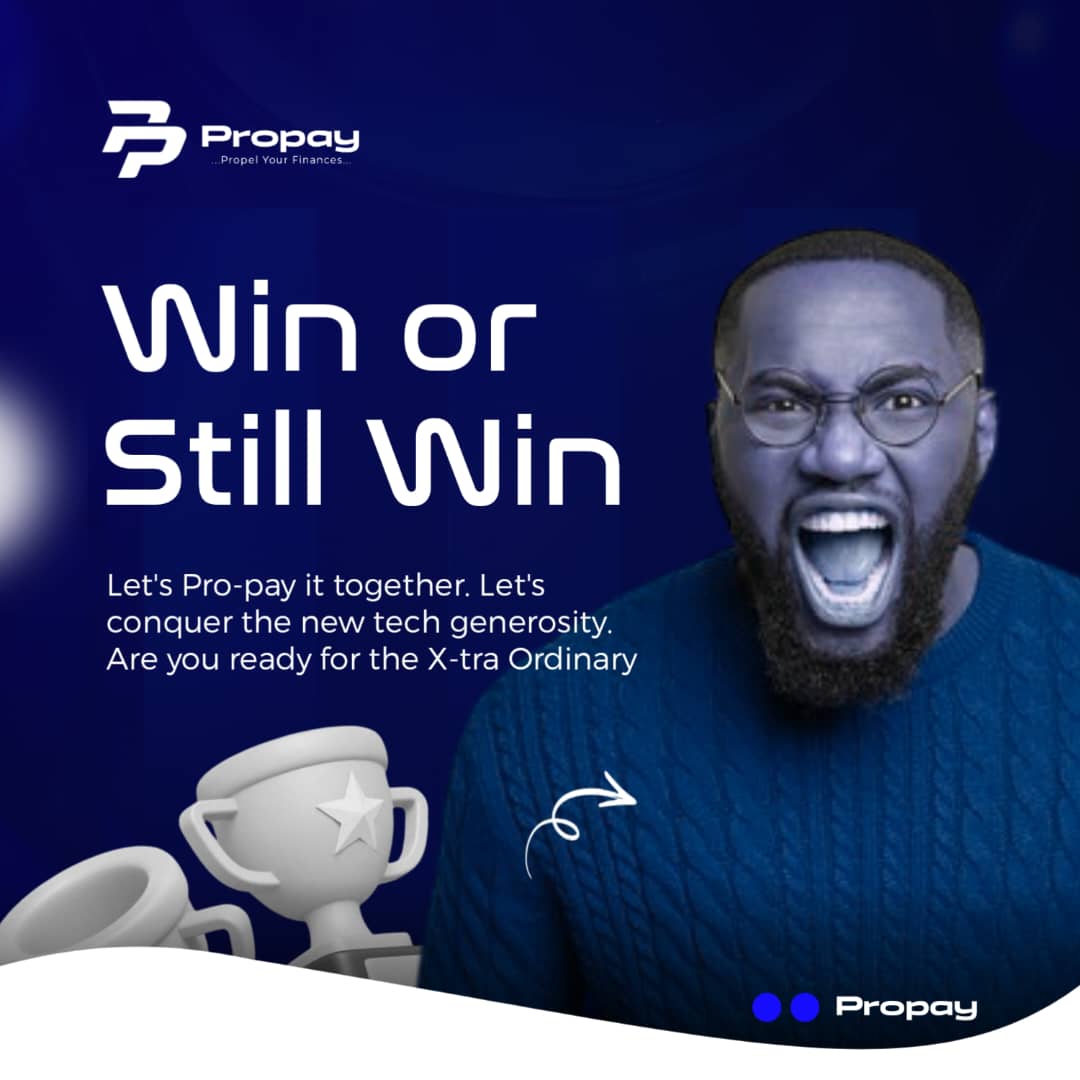 Propay
...Propel Your Finances...
Win or
Still Win
Let's Pro-pay it together. Let's
conquer the new tech generosity.
Are you ready for the X-tra Ordinary
Propay